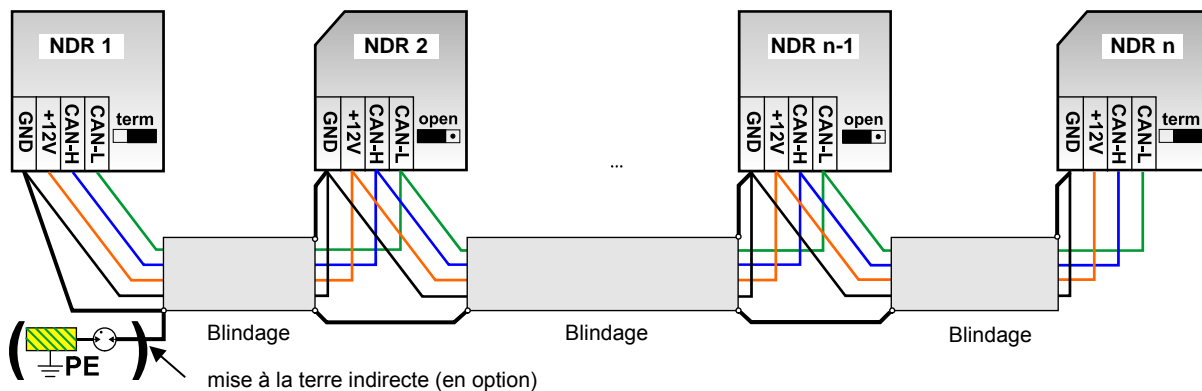 NDR 1
NDR 2
NDR n-1
NDR n
GND
+12V
CAN-H
CAN-L
term
GND
+12V
CAN-H
CAN-L
open
...
GND
+12V
CAN-H
CAN-L
open
GND
+12V
CAN-H
CAN-L
term
Blindage
Blindage
Blindage
( PE )
mise à la terre indirecte (en option)